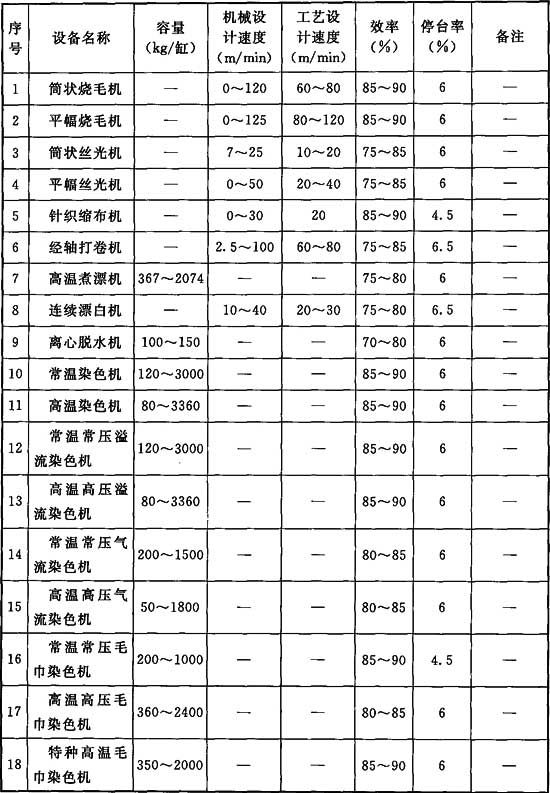 序号 设备名称 容量（kg/缸） 机械设计速度（m/min） 工艺设计速度（m/min） 效率（%） 停台率（%） 备注
1 筒状烧毛机 — 0～120 60～80 85～90 6 —
2 平幅烧毛机 — 0～125 80～120 85～90 6 —
3 筒状丝光机 — 7～25 10～20 75～85 6 —
4 平幅丝光机 — 0～50 20～40 75～85 6 —
5 针织缩布机 — 0～30 20 85～90 4.5 —
6 经轴打卷机 — 2.5～100 60～80 75～85 6.5 —
7 高温煮漂机 367～2074 — — 75～80 6 —
8 连续漂白机 — 10～40 20～30 75～80 6.5 —
9 离心脱水机 100～150 — — 70～80 6 —
10 常温染色机 120～3000 — — 85～90 6 —
11 高温染色机 80～3360 — — 85～90 6 —
12 常温常压溢流染色机 120～3000 — — 85～90 6 —
13 高温高压溢流染色机 80～3360 — — 85～90 6 —
14 常温常压气流染色机 200～1500 — — 80～85 6 —
15 高温高压气流染色机 50～1800 — — 80～85 6 —
16 常温常压毛巾染色机 200～1000 — — 85～90 4.5 —
17 高温高压毛巾染色机 360～2400 — — 80～85 6 —
18 特种高温毛巾染色机 350～2000 — — 85～90 6 —